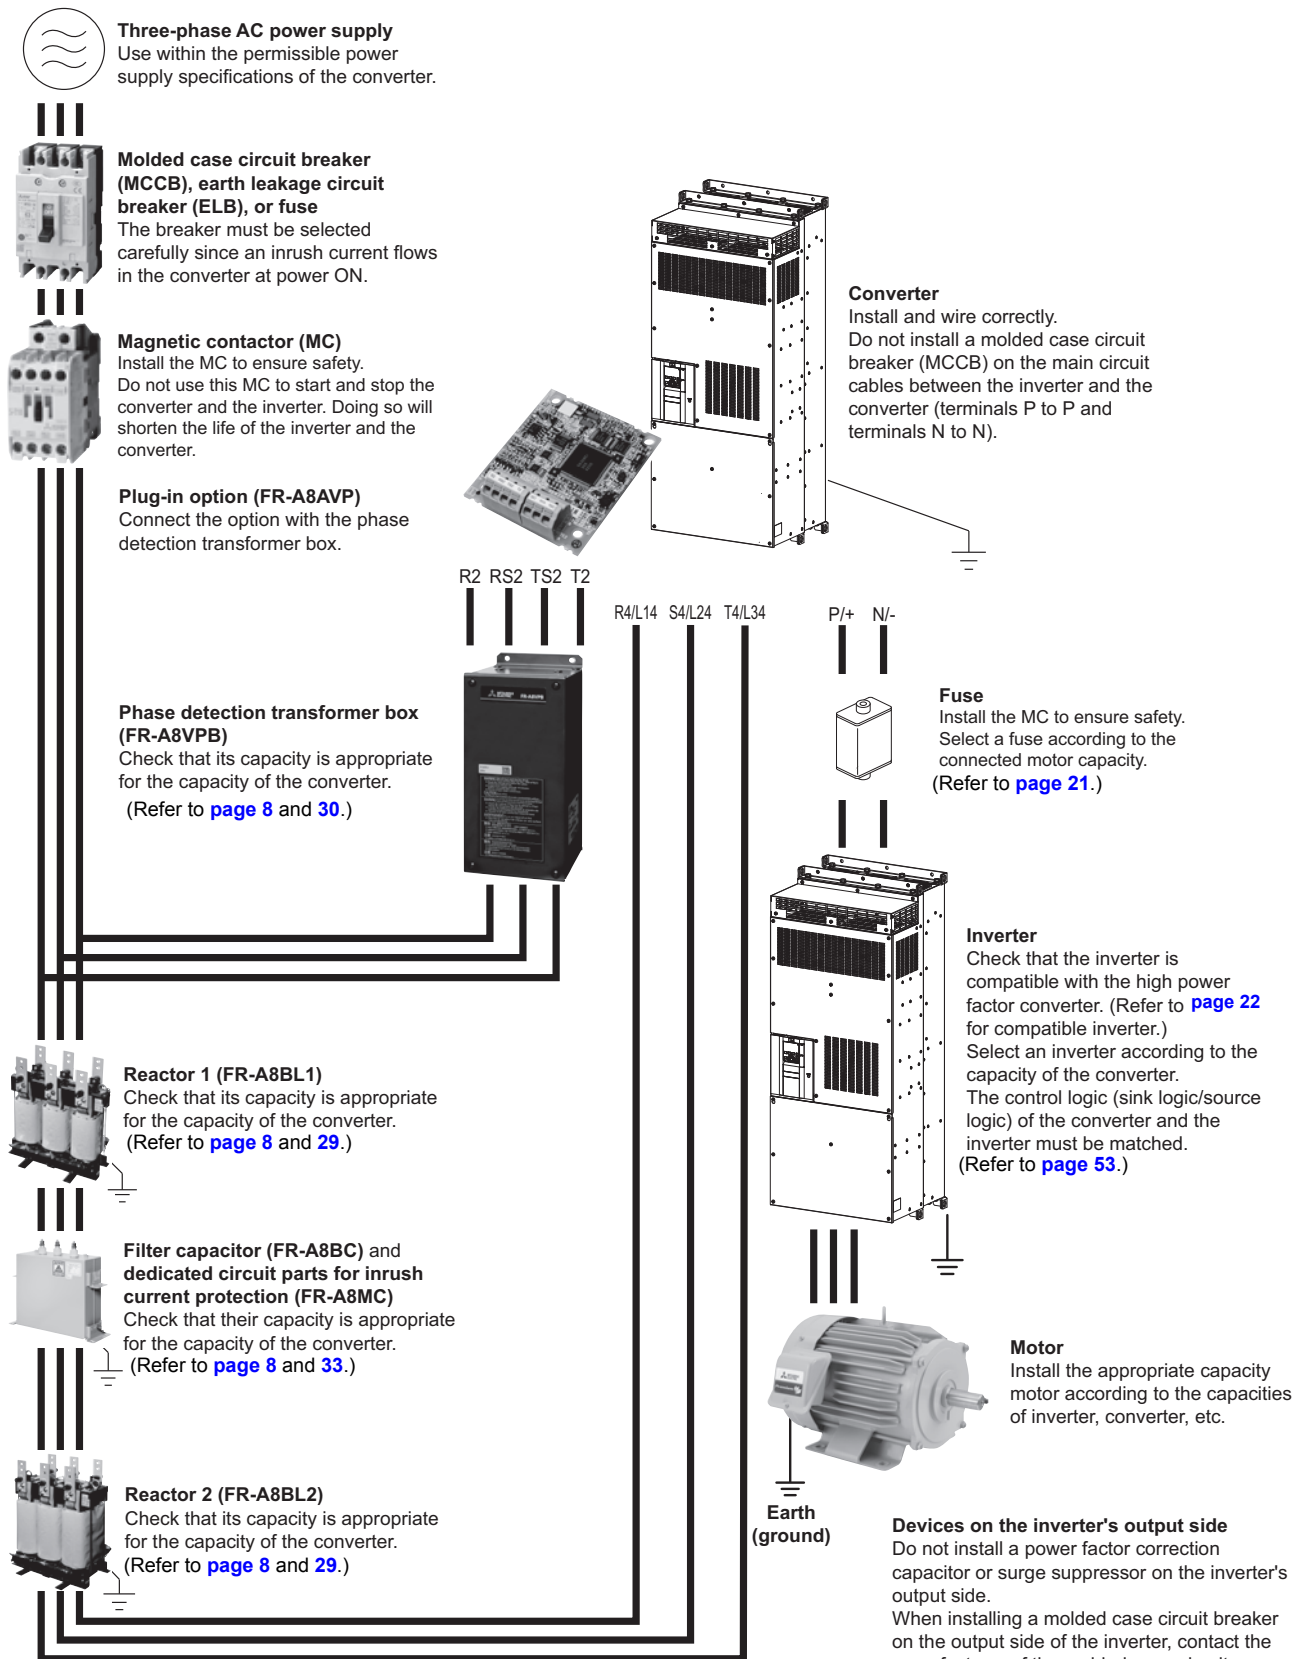 Three-phase AC power supply
Use within the permissible power
supply specifications of the converter.
Molded case circuit breaker
(MCCB), earth leakage circuit
breaker (ELB), or fuse
The breaker must be selected
carefully since an inrush current flows
in the converter at power ON.
Magnetic contactor (MC)
Install the MC to ensure safety.
Do not use this MC to start and stop the
converter and the inverter. Doing so will
shorten the life of the inverter and the
converter.
Converter
Install and wire correctly.
Do not install a molded case circuit
breaker (MCCB) on the main circuit
cables between the inverter and the
converter (terminals P to P and
terminals N to N).
Plug-in option (FR-A8AVP)
Connect the option with the phase
detection transformer box.
R2 RS2 TS2 T2
R4/L14 S4/L24 T4/L34
P/+ N/-
Phase detection transformer box
(FR-A8VPB)
Check that its capacity is appropriate
for the capacity of the converter.
(Refer to page 8 and 30.)
Fuse
Install the MC to ensure safety.
Select a fuse according to the
connected motor capacity.
(Refer to page 21.)
Inverter
Check that the inverter is
compatible with the high power
factor converter. (Refer to page 22
for compatible inverter.)
Select an inverter according to the
capacity of the converter.
The control logic (sink logic/source
logic) of the converter and the
inverter must be matched.
(Refer to page 53.)
Reactor 1 (FR-A8BL1)
Check that its capacity is appropriate
for the capacity of the converter.
(Refer to page 8 and 29.)
Filter capacitor (FR-A8BC) and
dedicated circuit parts for inrush
current protection (FR-A8MC)
Check that their capacity is appropriate
for the capacity of the converter.
(Refer to page 8 and 33.)
Motor
Install the appropriate capacity
motor according to the capacities
of inverter, converter, etc.
Reactor 2 (FR-A8BL2)
Check that its capacity is appropriate
for the capacity of the converter.
(Refer to page 8 and 29.)
Earth
(ground)
Devices on the inverter's output side
Do not install a power factor correction
capacitor or surge suppressor on the inverter's
output side.
When installing a molded case circuit breaker
on the output side of the inverter, contact the